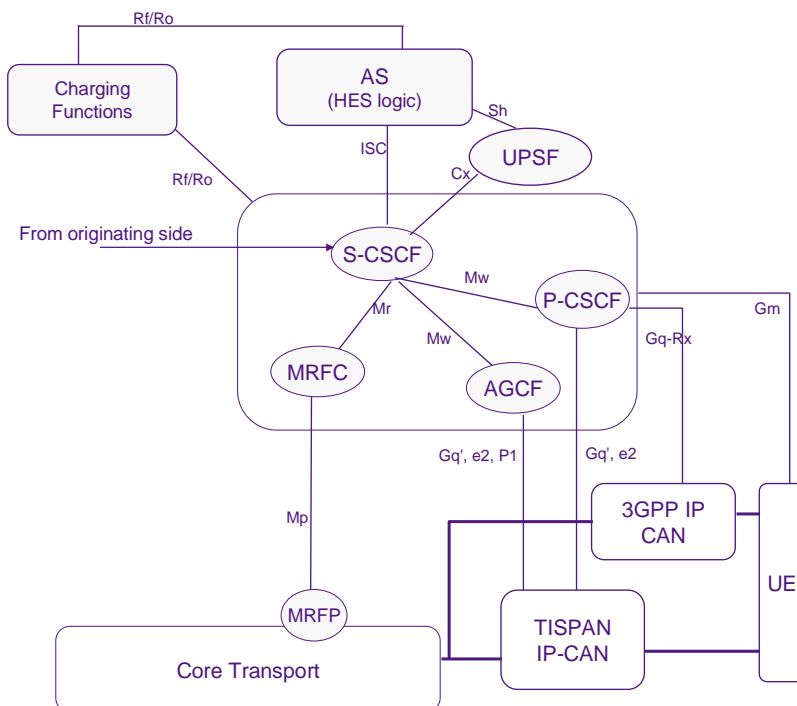 Rf/Ro
Charging
Functions
AS
(HES logic)
Sh
ISC
UPSF
Cx
Rf/Ro
From originating side
S-CSCF
Mw
P-CSCF
Gm
Mr
Mw
Gq-Rx
MRFC
AGCF
Gq', e2, P1
Gq', e2
3GPP IP
CAN
Mp
UE
MRFP
TISPAN
IP-CAN
Core Transport